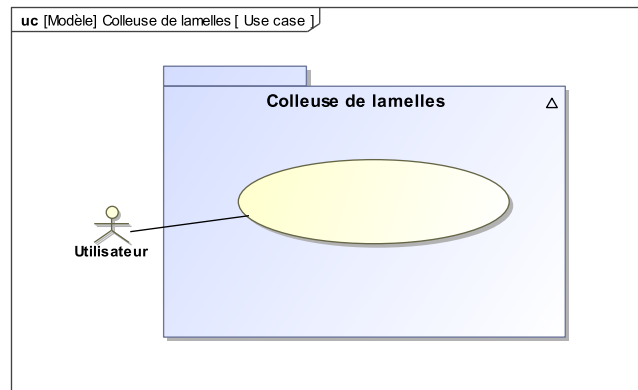 uc [Modèle] Colleuse de lamelles [ Use case ]
Colleuse de lamelles
Utilisateur